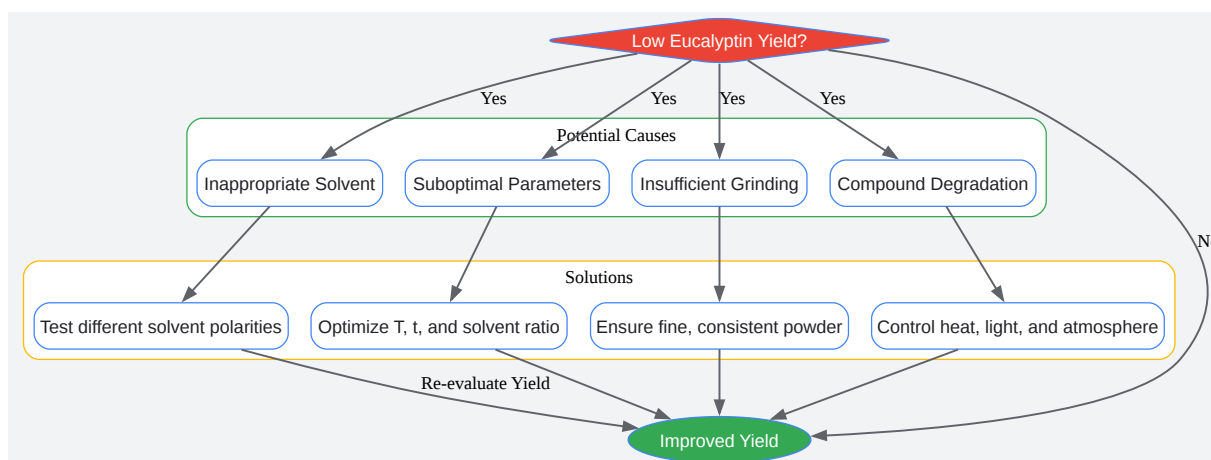 Low Eucalyptin Yield?
Yes
Yes
Yes
Yes
Potential Causes
Inappropriate Solvent
Suboptimal Parameters
Insufficient Grinding
Compound Degradation
Solutions
Test different solvent polarities
Optimize T, t, and solvent ratio
Ensure fine, consistent powder
Control heat, light, and atmosphere
Re-evaluate Yield
Improved Yield